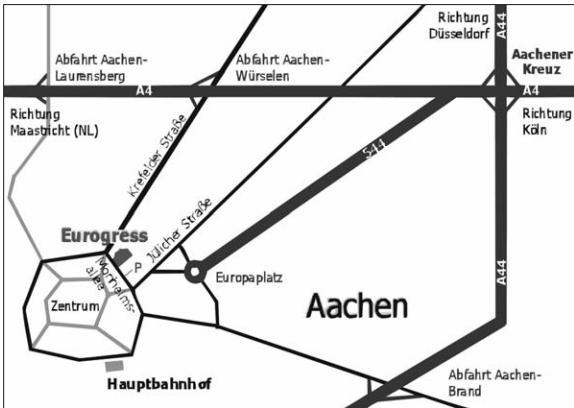 Richtung
Düsseldorf
A44
Abfahrt Aachen-
Laurensberg
Abfahrt Aachen-
Würselen
Aachener
Kreuz
A4
A4
Richtung
Maastricht (NL)
Richtung
Köln
Krefelder Straße
544
Jülicher Straße
Eurogress
P
Monheims-
allee
Europaplatz
A44
Zentrum
Aachen
Hauptbahnhof
Abfahrt Aachen-
Brand